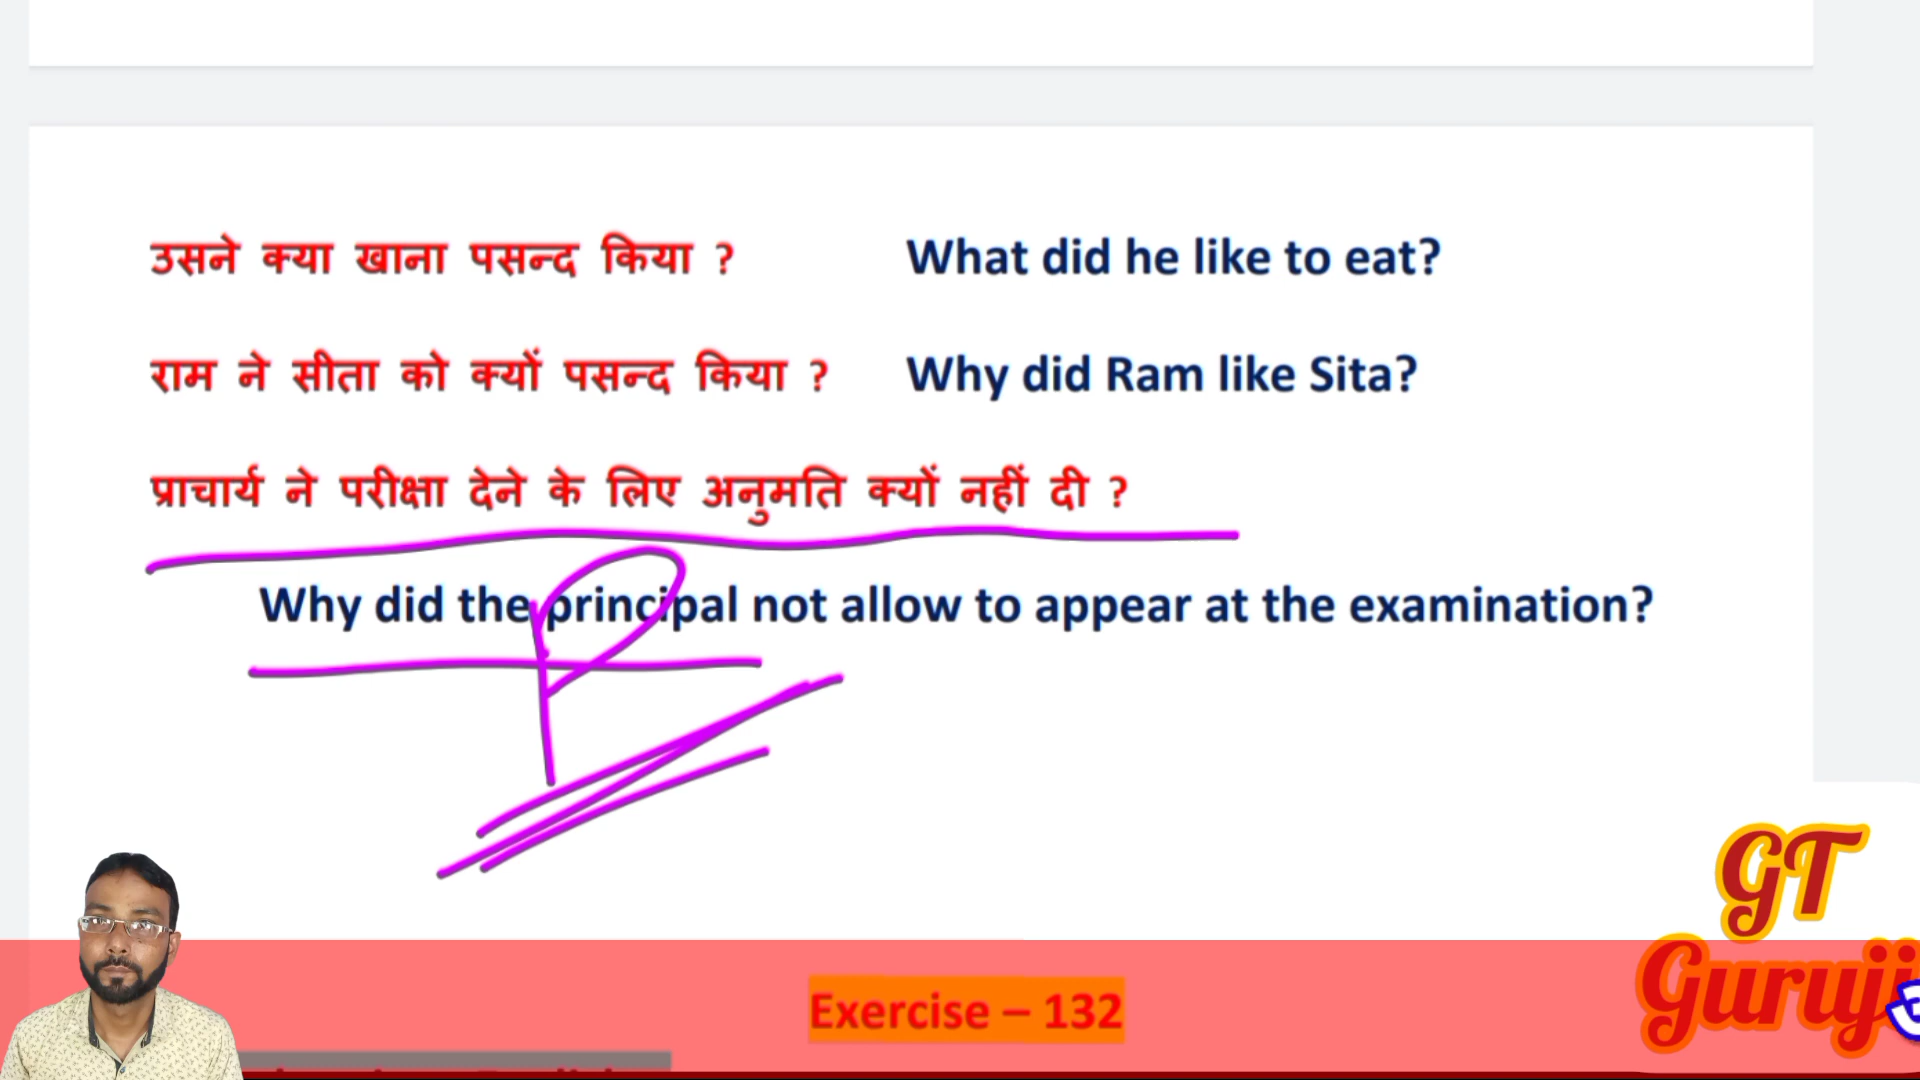 उसने क्या खाना पसन्द किया ? What did he like to eat?
राम ने सीता को क्यों पसन्द किया ? Why did Ram like Sita?
प्राचार्य ने परीक्षा देने के लिए अनुमति क्यों नहीं दी ?
Why did the principal not allow to appear at the examination?
P
GT
Guruji
Exercise – 132